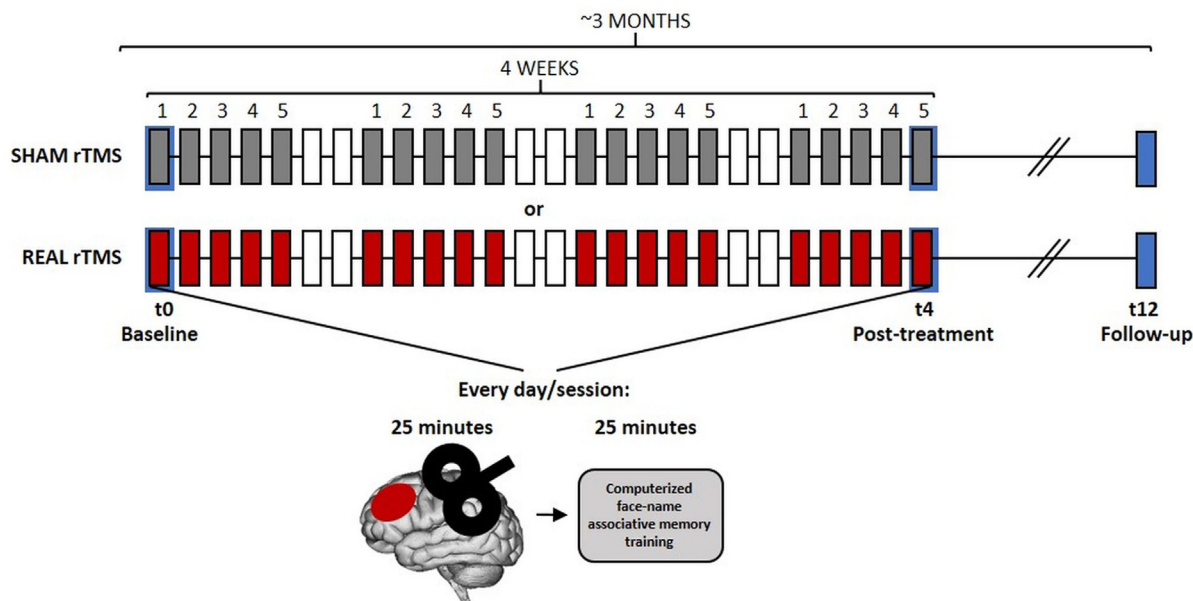 ~3 MONTHS
4 WEEKS
1 2 3 4 5 1 2 3 4 5 1 2 3 4 5 1 2 3 4 5
SHAM rTMS
or
REAL rTMS
t0 t4 t12
Baseline Post-treatment Follow-up
Every day/session:
25 minutes 25 minutes
Computerized
face-name
associative memory
training